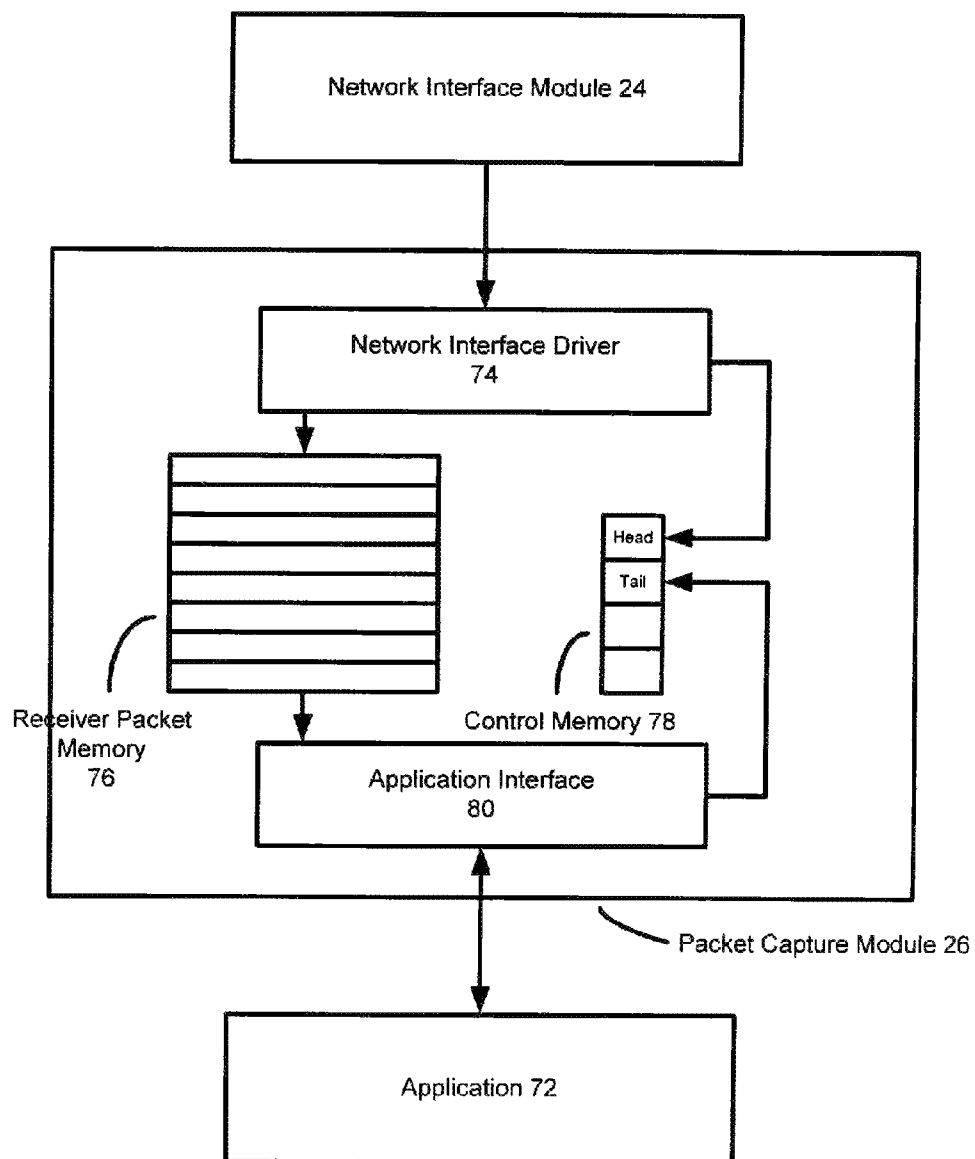 Network Interface Module 24
Network Interface Driver
74
Head
Tail
Receiver Packet
Memory
76
Control Memory 78
Application Interface
80
Packet Capture Module 26
Application 72